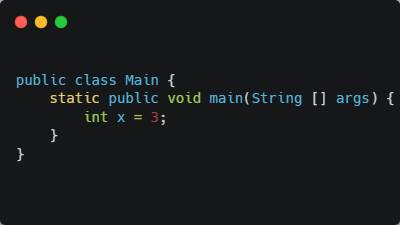 public class Main {
    static public void main(String [] args) {
        int x = 3;
    }
}